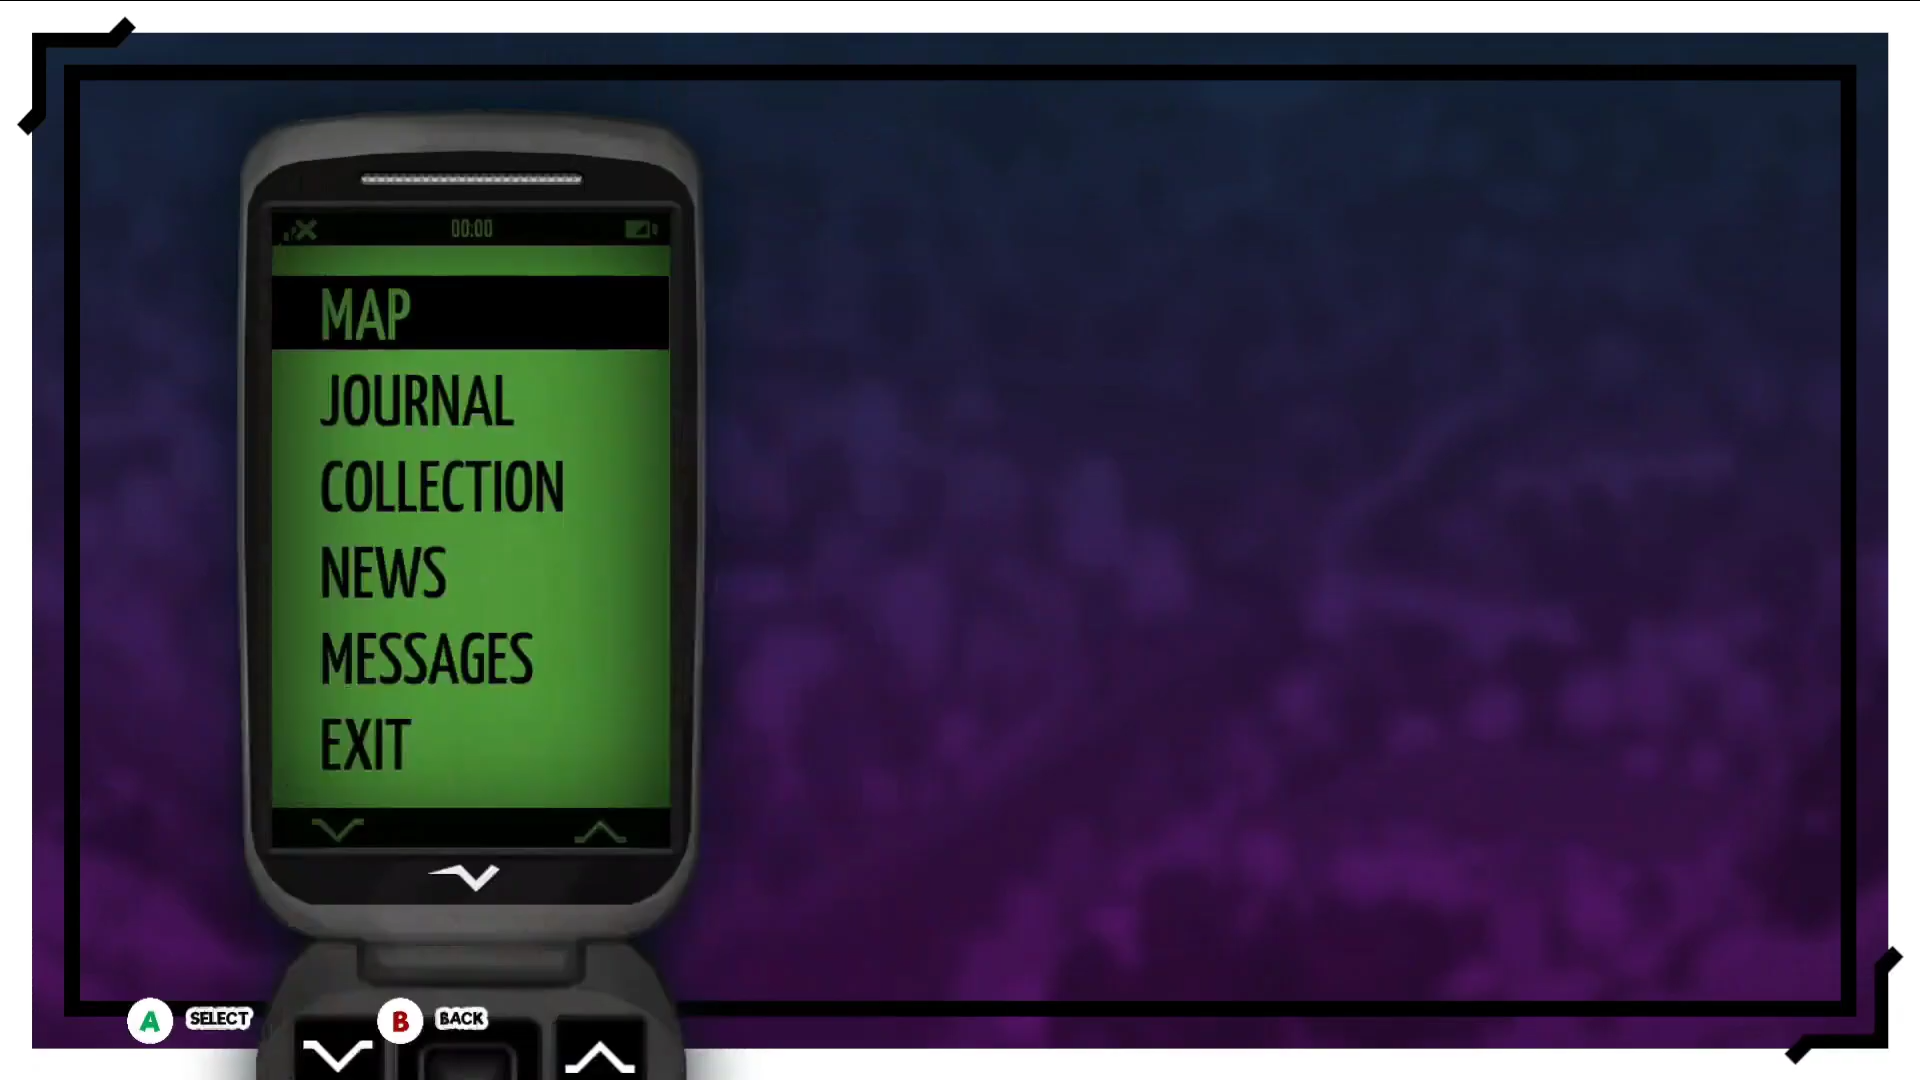 00:00
MAP
JOURNAL
COLLECTION
NEWS
MESSAGES
EXIT
A SELECT B BACK